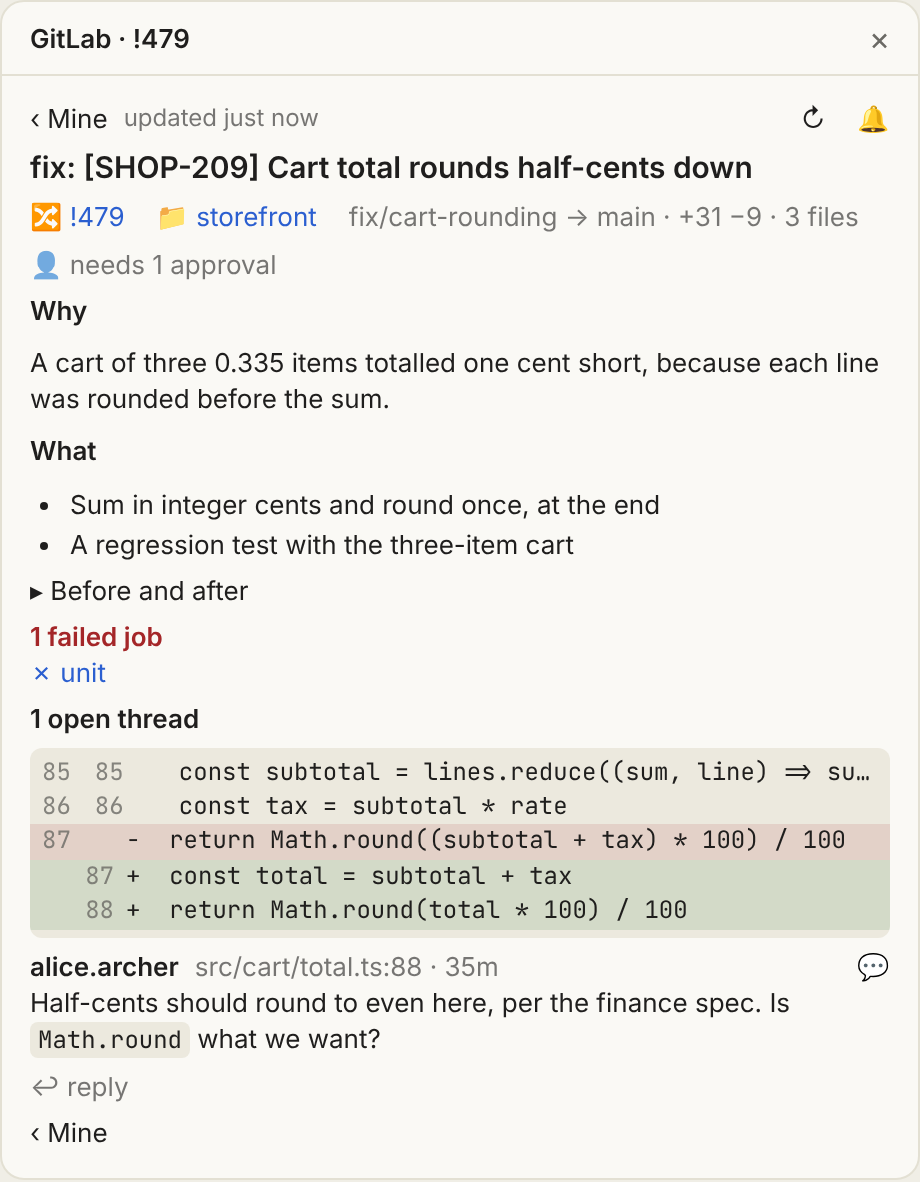 GitLab · !479 ×
‹ Mine updated just now
fix: [SHOP-209] Cart total rounds half-cents down
!479 storefront fix/cart-rounding → main · +31 −9 · 3 files
needs 1 approval
Why
A cart of three 0.335 items totalled one cent short, because each line
was rounded before the sum.
What
• Sum in integer cents and round once, at the end
• A regression test with the three-item cart
▸ Before and after
1 failed job
× unit
1 open thread
85 85 const subtotal = lines.reduce((sum, line) => su…
86 86 const tax = subtotal * rate
87 - return Math.round((subtotal + tax) * 100) / 100
87 + const total = subtotal + tax
88 + return Math.round(total * 100) / 100
alice.archer src/cart/total.ts:88 · 35m
Half-cents should round to even here, per the finance spec. Is
Math.round what we want?
↩ reply
‹ Mine